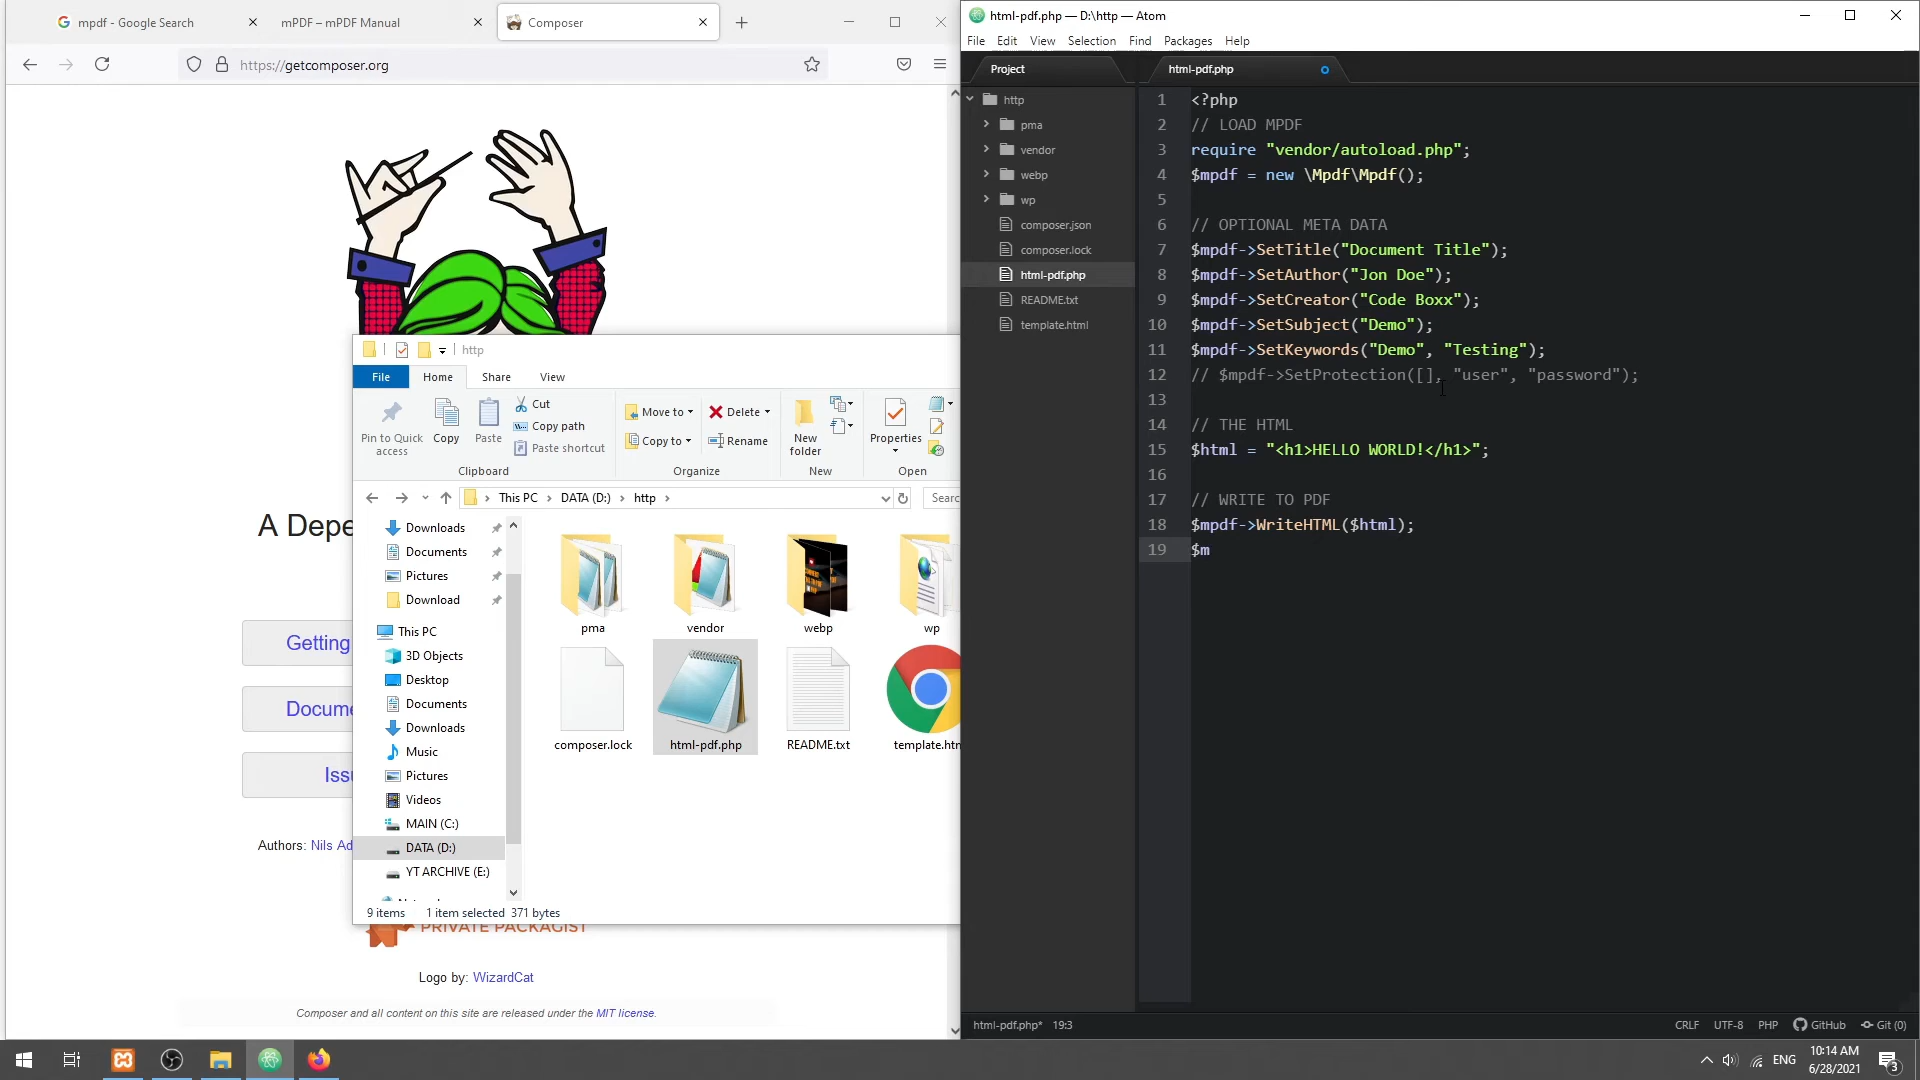 mpdf - Google Search
mPDF – mPDF Manual
Composer
https://getcomposer.org
A Depe
Getting
Docume
Issu
Authors: Nils Ad
PRIVATE PACKAGIST
Logo by: WizardCat
Composer and all content on this site are released under the MIT license.
http
File
Home
Share
View
Pin to Quick access
Copy
Paste
Cut
Copy path
Paste shortcut
Clipboard
Move to
Copy to
Delete
Rename
Organize
New folder
New
Properties
Open
This PC
DATA (D:)
http
Searc
Downloads
Documents
Pictures
Download
This PC
3D Objects
Desktop
Documents
Downloads
Music
Pictures
Videos
MAIN (C:)
DATA (D:)
YT ARCHIVE (E:)
pma
vendor
webp
wp
composer.lock
html-pdf.php
README.txt
template.htm
9 items
1 item selected 371 bytes
html-pdf.php — D:\http — Atom
File Edit View Selection Find Packages Help
Project
http
pma
vendor
webp
wp
composer.json
composer.lock
html-pdf.php
README.txt
template.html
html-pdf.php
1 <?php
2 // LOAD MPDF
3 require "vendor/autoload.php";
4 $mpdf = new \Mpdf\Mpdf();
5
6 // OPTIONAL META DATA
7 $mpdf->SetTitle("Document Title");
8 $mpdf->SetAuthor("Jon Doe");
9 $mpdf->SetCreator("Code Boxx");
10 $mpdf->SetSubject("Demo");
11 $mpdf->SetKeywords("Demo", "Testing");
12 // $mpdf->SetProtection([], "user", "password");
13
14 // THE HTML
15 $html = "<h1>HELLO WORLD!</h1>";
16
17 // WRITE TO PDF
18 $mpdf->WriteHTML($html);
19 $m
html-pdf.php* 19:3
CRLF UTF-8 PHP GitHub Git (0)
ENG
10:14 AM
6/28/2021
3